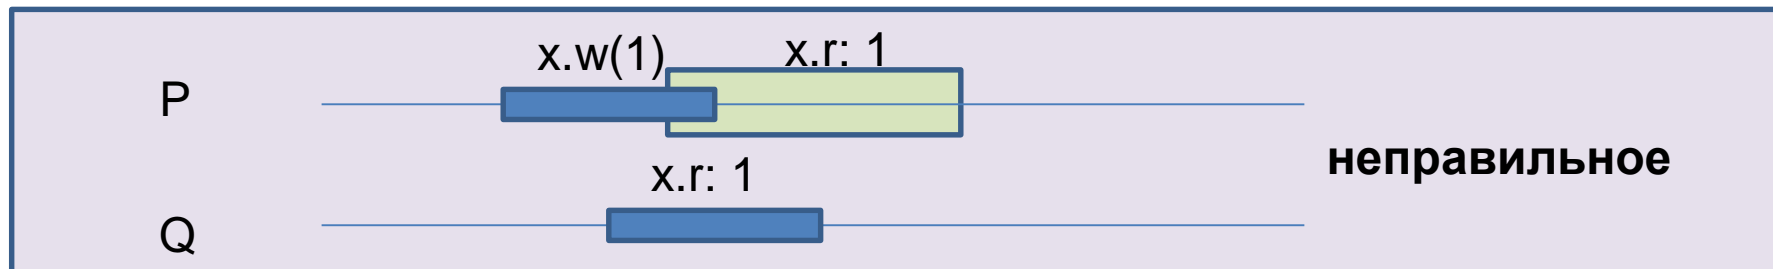 x.w(1) x.r: 1
P
неправильное
x.r: 1
Q